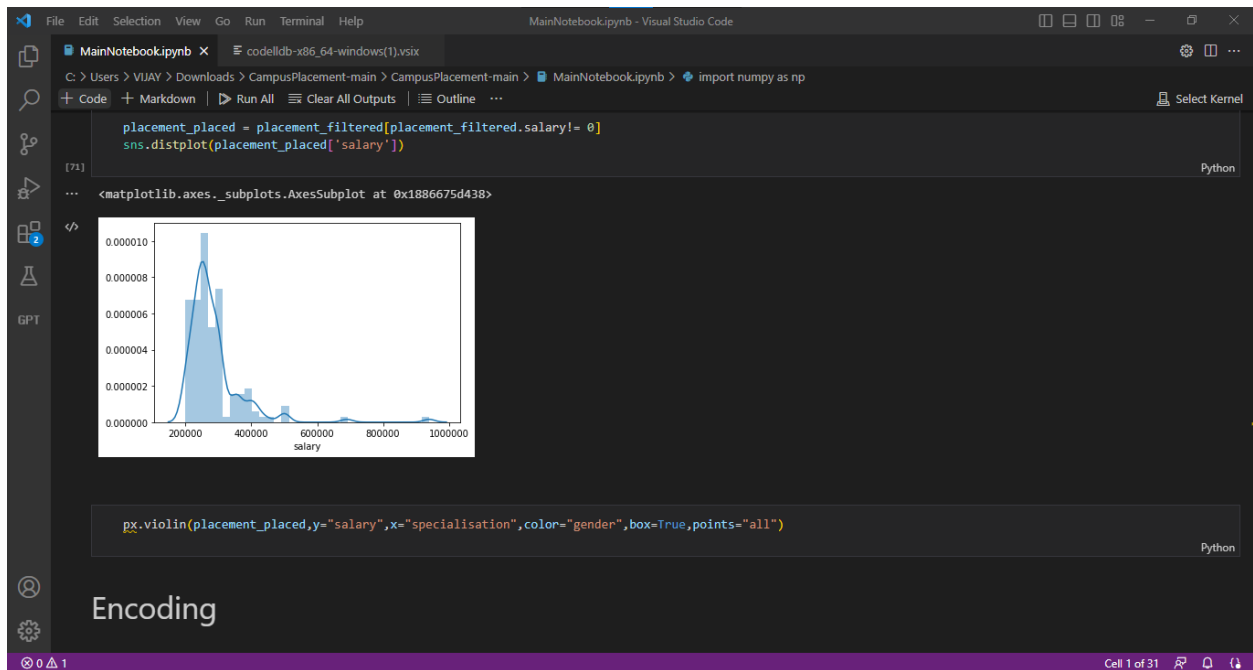 File Edit Selection View Go Run Terminal Help MainNotebook.ipynb - Visual Studio Code
MainNotebook.ipynb codelldb-x86_64-windows(1).vsix
C: > Users > VIJAY > Downloads > CampusPlacement-main > CampusPlacement-main > MainNotebook.ipynb > import numpy as np
+ Code + Markdown | Run All Clear All Outputs | Outline ... Select Kernel
placement_placed = placement_filtered[placement_filtered.salary!= 0]
sns.distplot(placement_placed['salary'])
[71] Python
... <matplotlib.axes._subplots.AxesSubplot at 0x1886675d438>
0.000010
0.000008
0.000006
0.000004
0.000002
0.000000
200000 400000 600000 800000 1000000
salary
2
GPT
px.violin(placement_placed,y="salary",x="specialisation",color="gender",box=True,points="all")
Python
Encoding
0 1 Cell 1 of 31